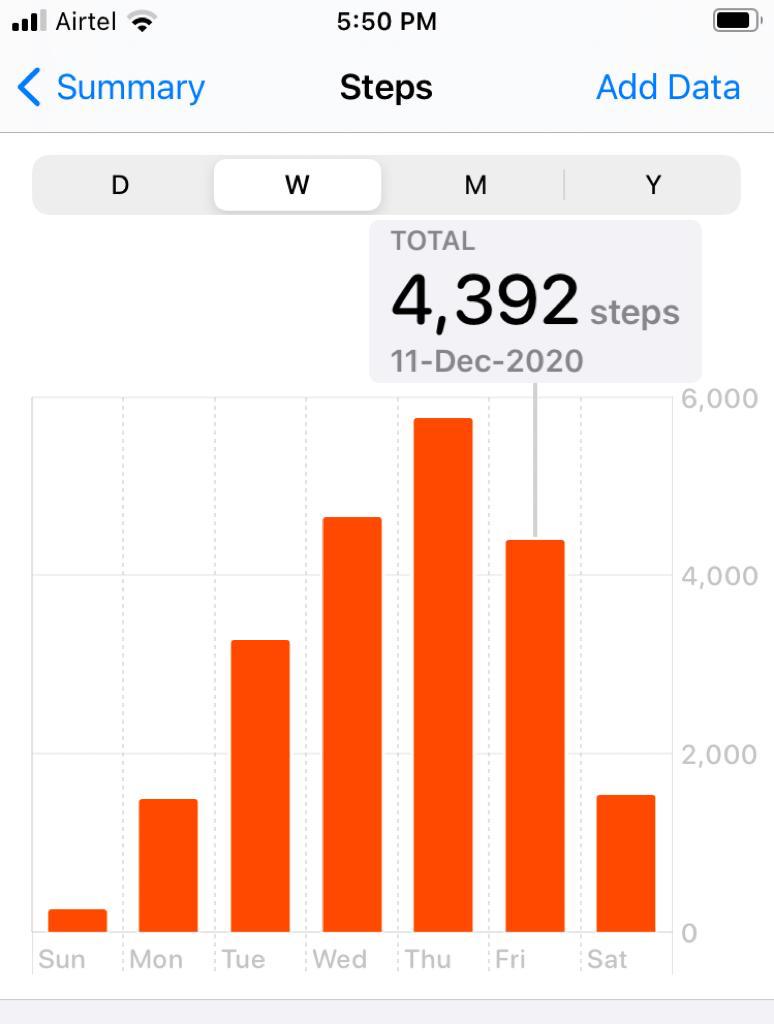 Airtel 5:50 PM
Summary Steps Add Data
D W M Y
TOTAL
4,392 steps
11-Dec-2020
6,000
4,000
2,000
0
Sun Mon Tue Wed Thu Fri Sat